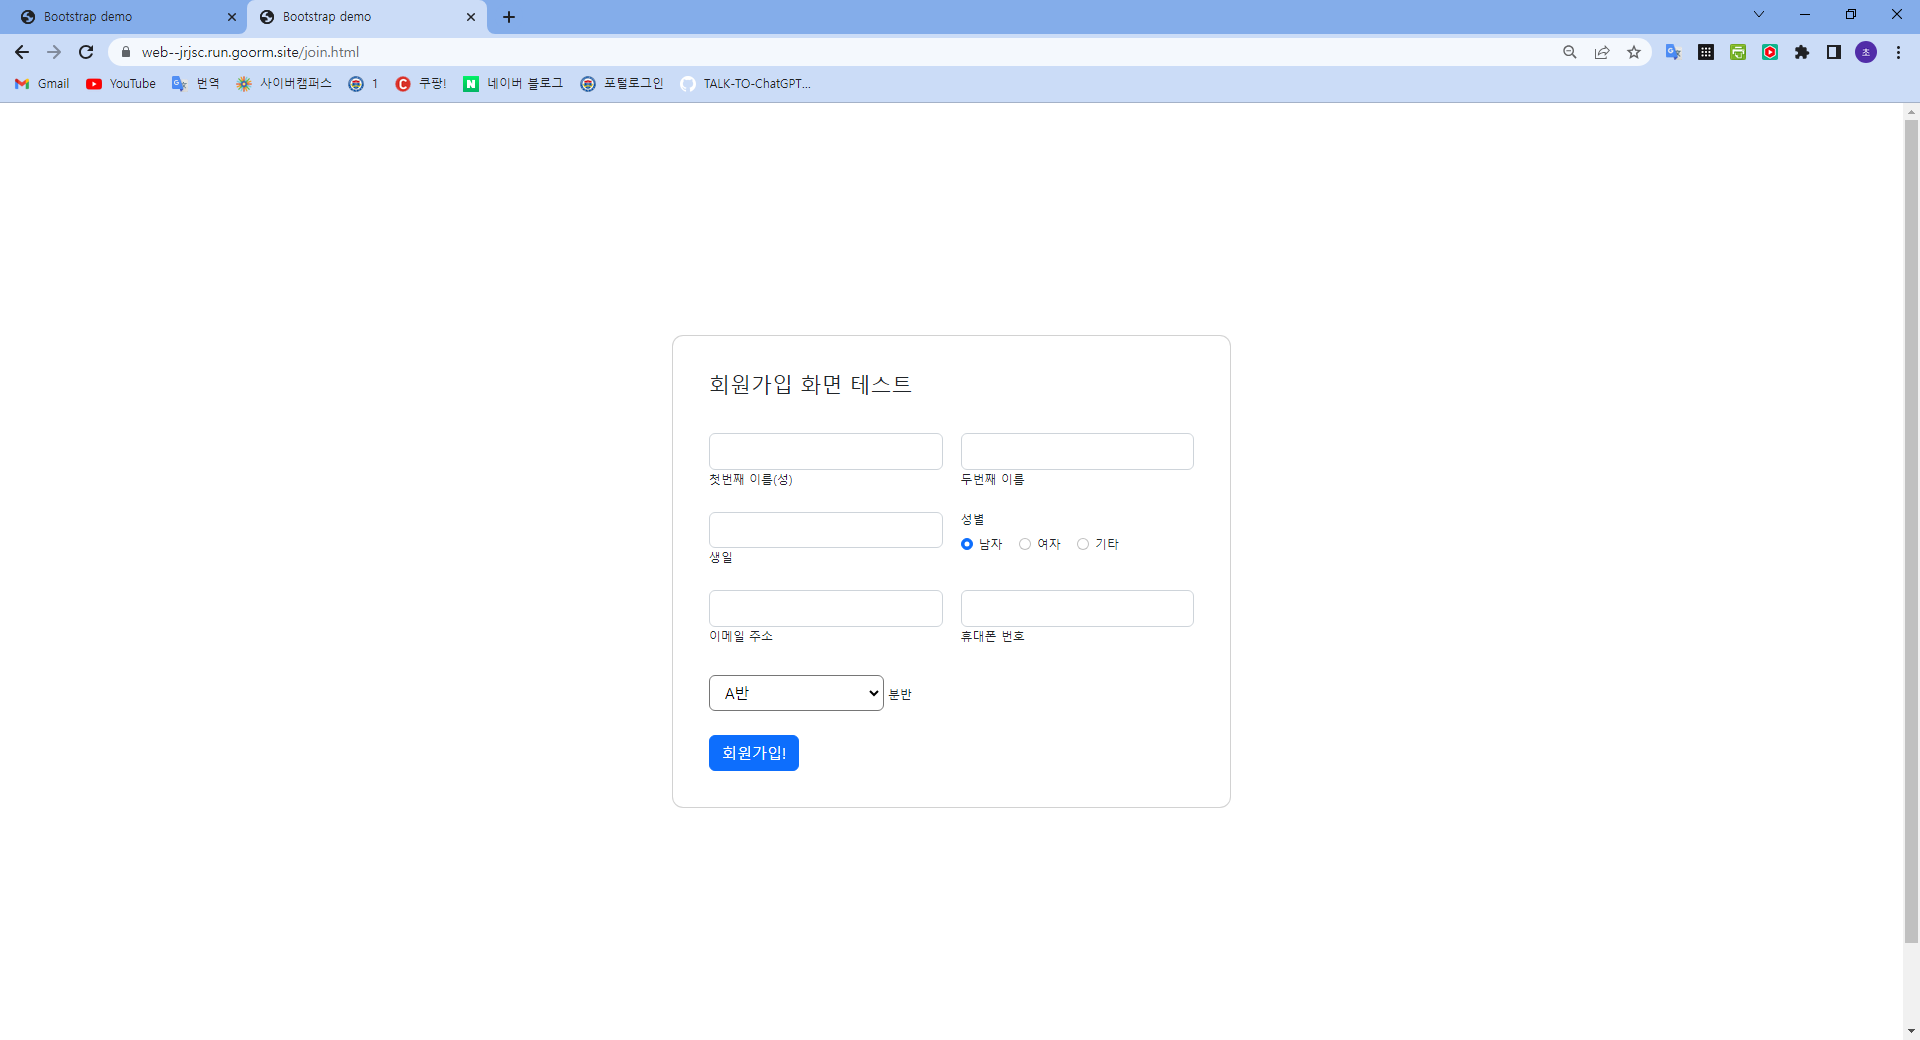 Bootstrap demo
Bootstrap demo
web--jrjsc.run.goorm.site/join.html
초
Gmail
YouTube
번역
사이버캠퍼스
1
쿠팡!
네이버 블로그
포털로그인
TALK-TO-ChatGPT...
회원가입 화면 테스트
첫번째 이름(성)
두번째 이름
성별
남자 여자 기타
생일
이메일 주소
휴대폰 번호
A반 분반
회원가입!